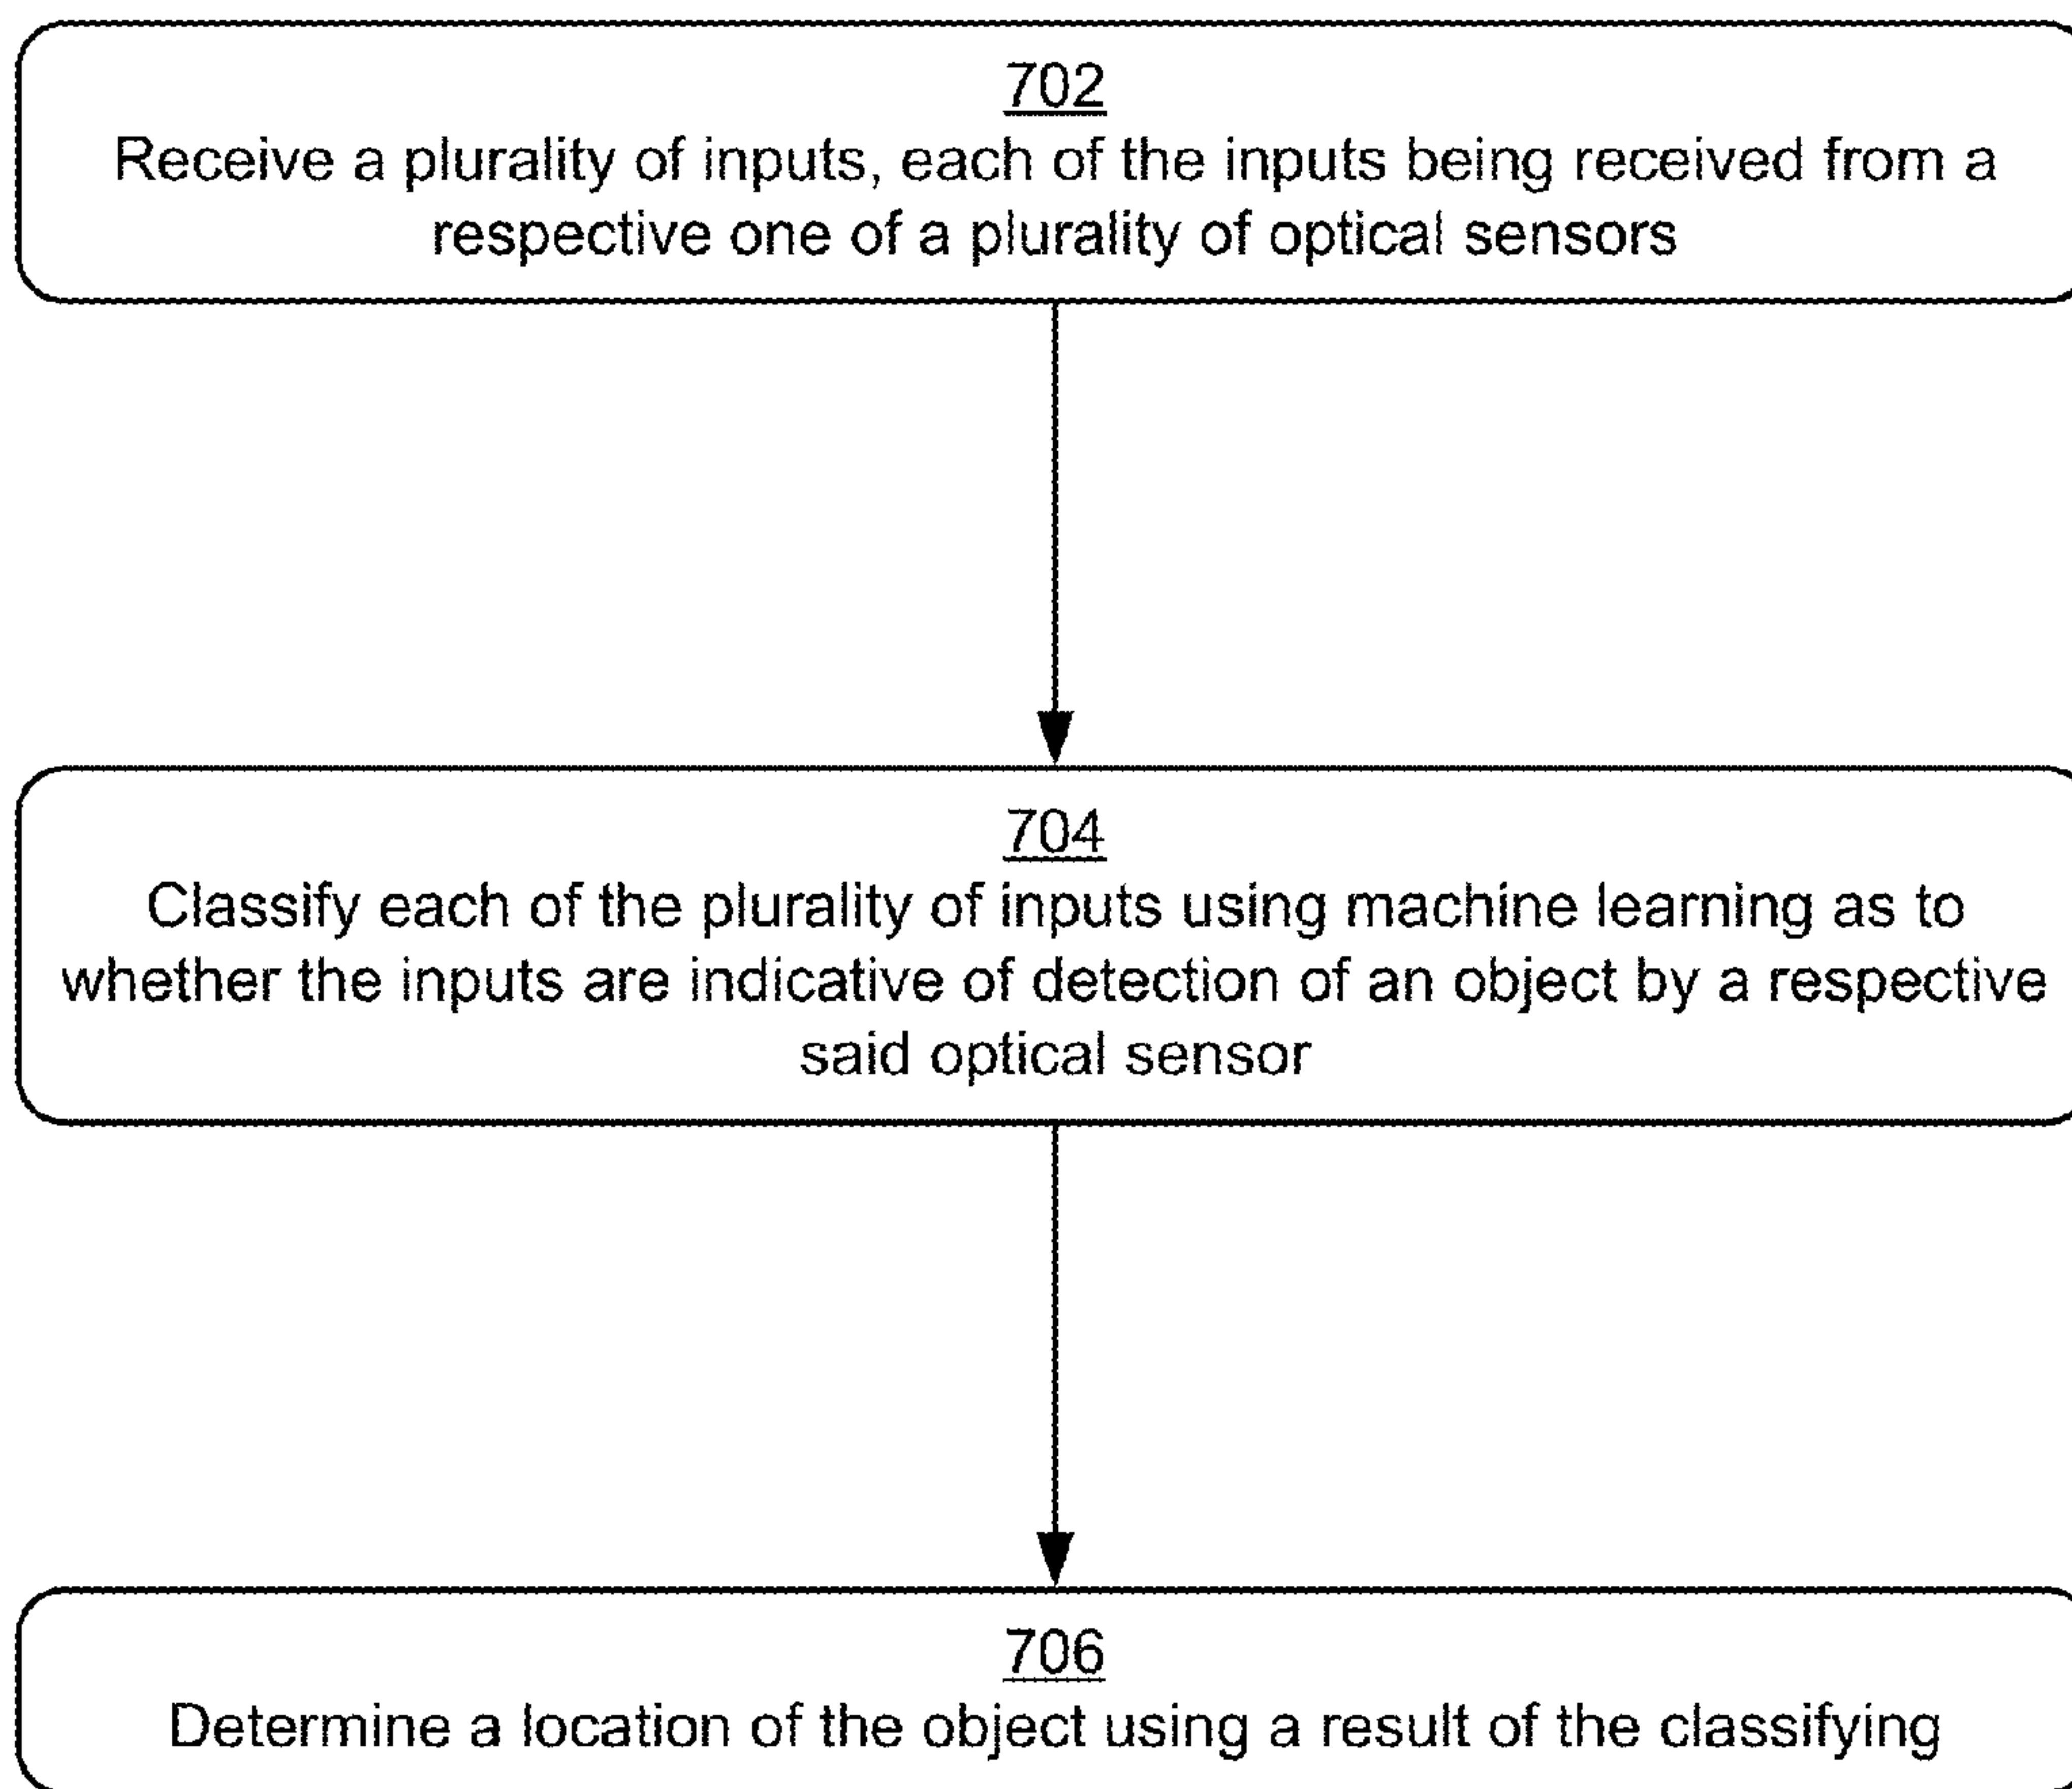 702
Receive a plurality of inputs, each of the inputs being received from a
respective one of a plurality of optical sensors
704
Classify each of the plurality of inputs using machine learning as to
whether the inputs are indicative of detection of an object by a respective
said optical sensor
706
Determine a location of the object using a result of the classifying